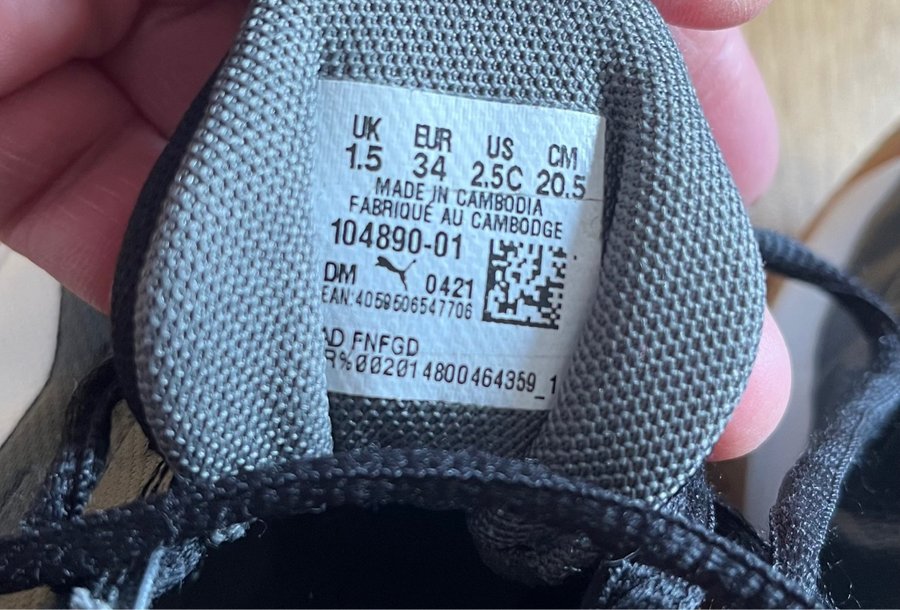 UK EUR US CM
1.5 34 2.5C 20.5
MADE IN CAMBODIA
FABRIQUÉ AU CAMBODGE
104890-01
DM 0421
EAN:4059506547706
AD FNFGD
R%002014800464359_1